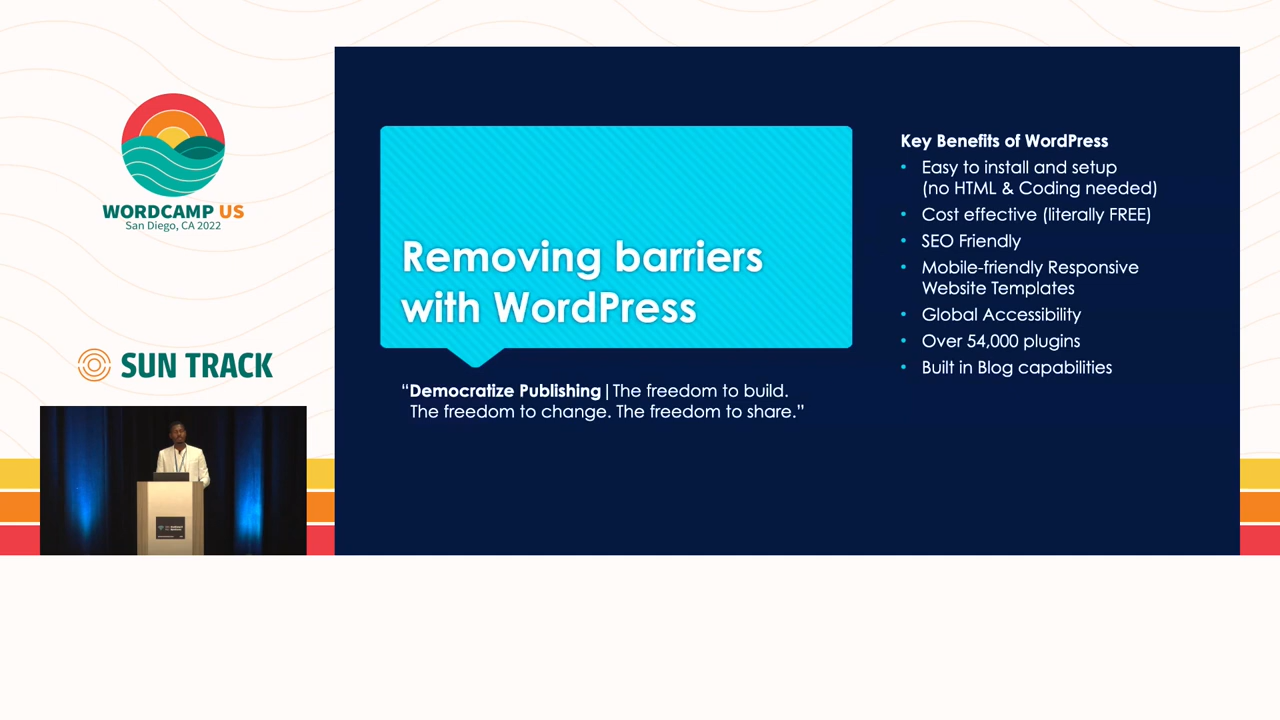 WORDCAMP US
San Diego, CA 2022
SUN TRACK
Removing barriers
with WordPress
“Democratize Publishing|The freedom to build.
The freedom to change. The freedom to share.”
Key Benefits of WordPress
• Easy to install and setup
(no HTML & Coding needed)
• Cost effective (literally FREE)
• SEO Friendly
• Mobile-friendly Responsive
Website Templates
• Global Accessibility
• Over 54,000 plugins
• Built in Blog capabilities